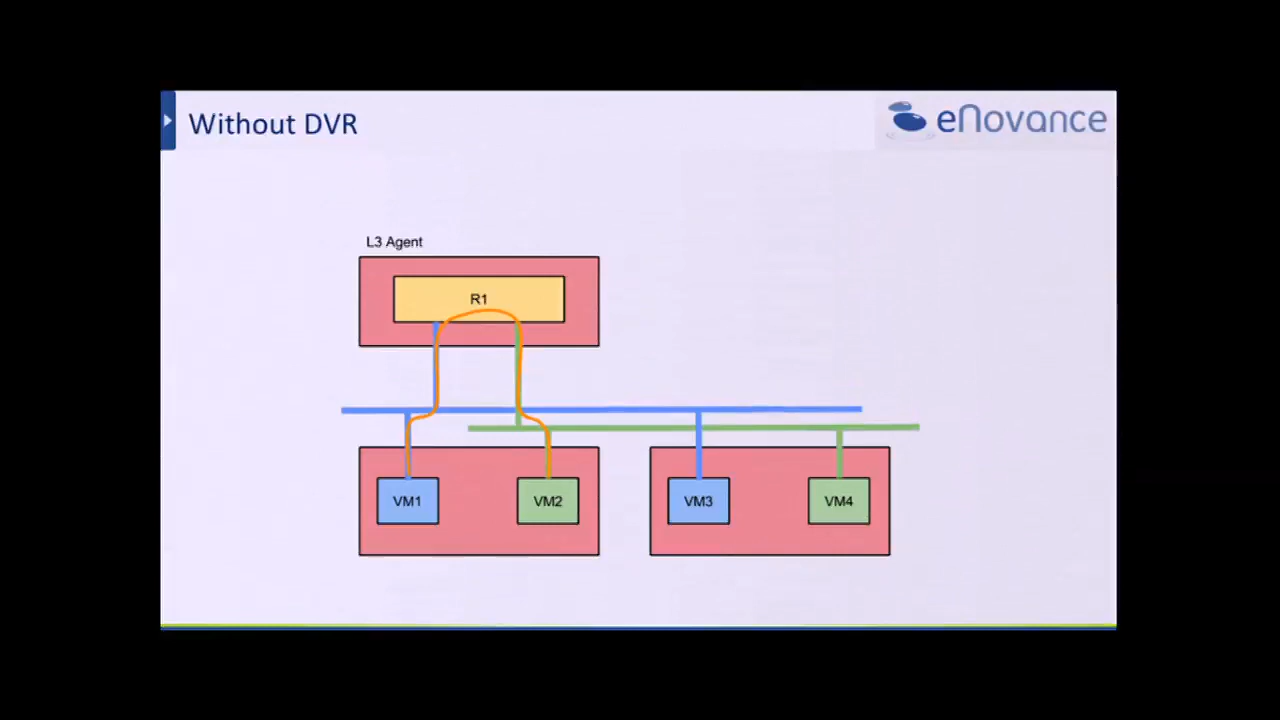 Without DVR
eNovance
L3 Agent
R1
VM1
VM2
VM3
VM4